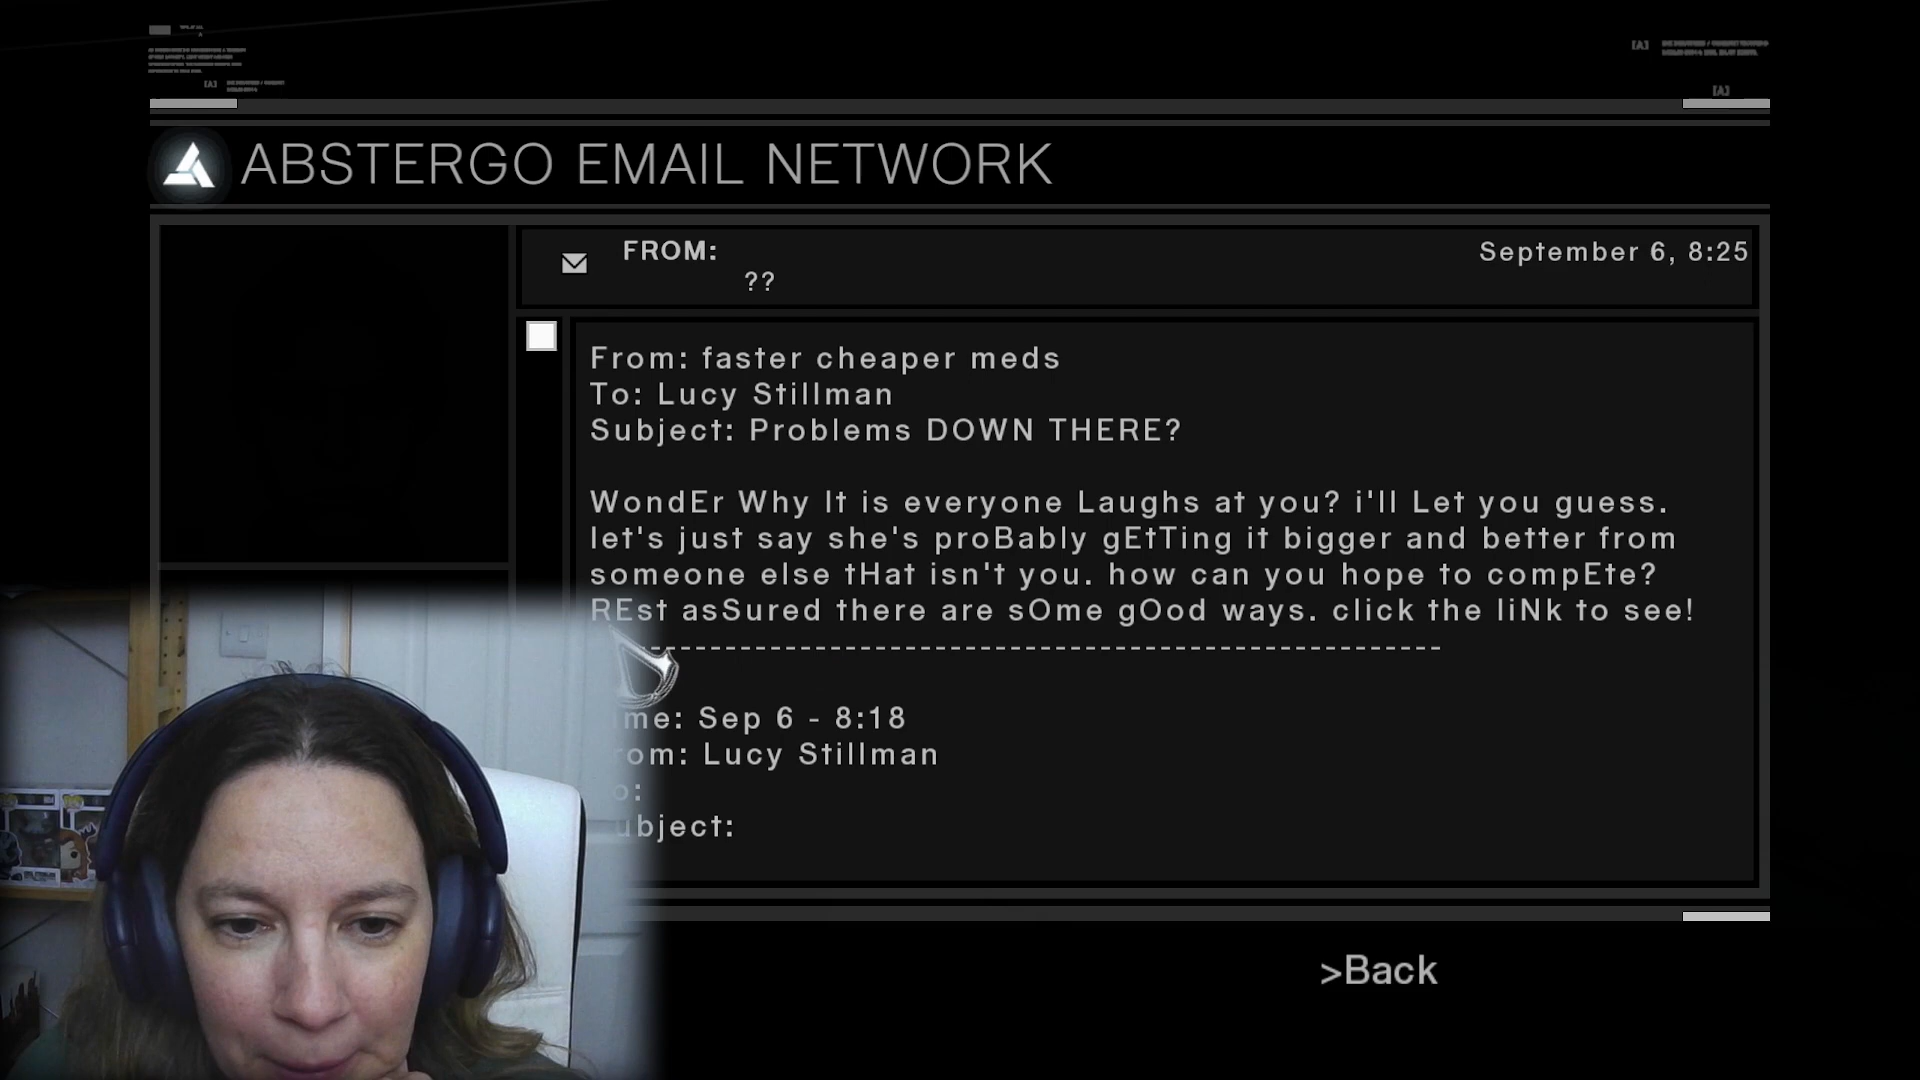 ABSTERGO EMAIL NETWORK
FROM:
??
September 6, 8:25
From: faster cheaper meds
To: Lucy Stillman
Subject: Problems DOWN THERE?
WondEr Why It is everyone Laughs at you? i'll Let you guess.
let's just say she's proBably gEtTing it bigger and better from
someone else tHat isn't you. how can you hope to compEte?
REst asSured there are sOme gOod ways. click the liNk to see!
--------------------------------------------------------
me: Sep 6 - 8:18
rom: Lucy Stillman
o:
ubject:
>Back
[A]
[A]
[A]